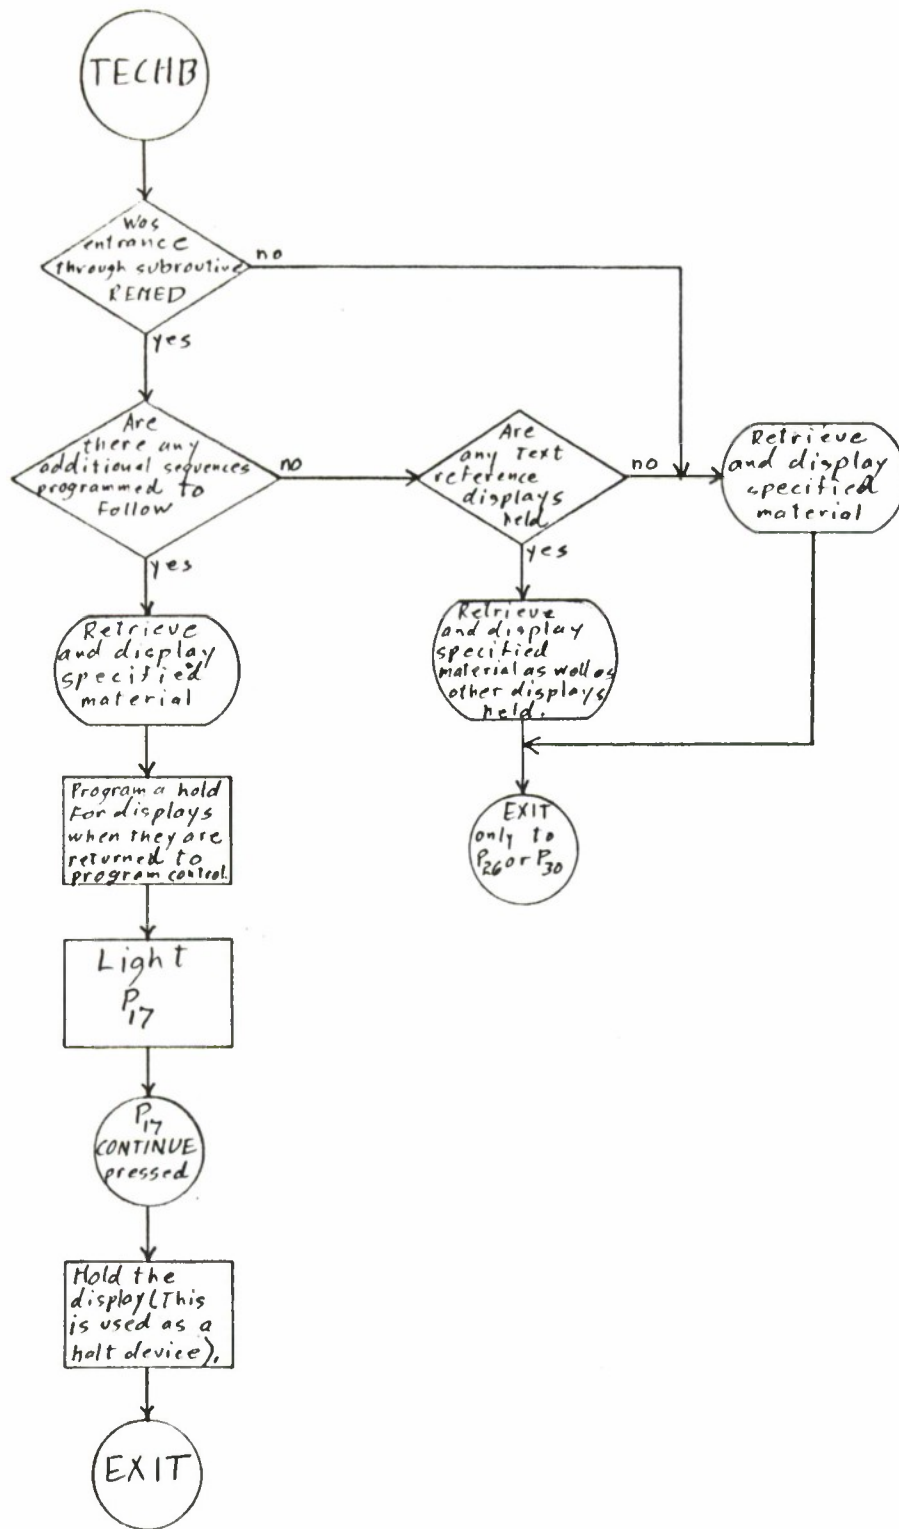 TECHB
Was
entrance
through subroutive
REMED
no
yes
Are
there any
additional sequences
programmed to
Follow
no
Are
any Text
reference
displays
held
no
Retrieve
and display
specified
material
yes
yes
Retrieve
and display
specified
material
Retrieve
and display
specified
material as well as
other displays
held.
Program a hold
For displays
when they are
returned to
program control.
EXIT
only to
P26 or P30
Light
P17
P17
CONTINUE
pressed
Hold the
display (This
is used as a
halt device).
EXIT